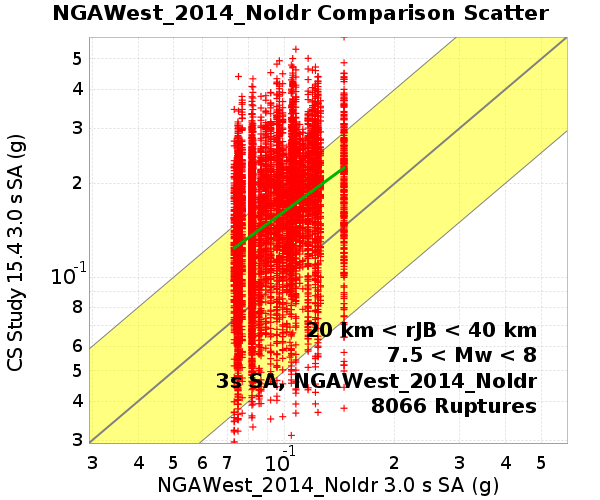 NGAWest_2014_NoIdr Comparison Scatter
CS Study 15.4 3.0 s SA (g)
5
4
3
2
10-1
8
6
5
4
3
20 km < rJB < 40 km
7.5 < Mw < 8
3s SA, NGAWest_2014_NoIdr
8066 Ruptures
3 4 5 6 7 10-1 2 3 4 5
NGAWest_2014_NoIdr 3.0 s SA (g)